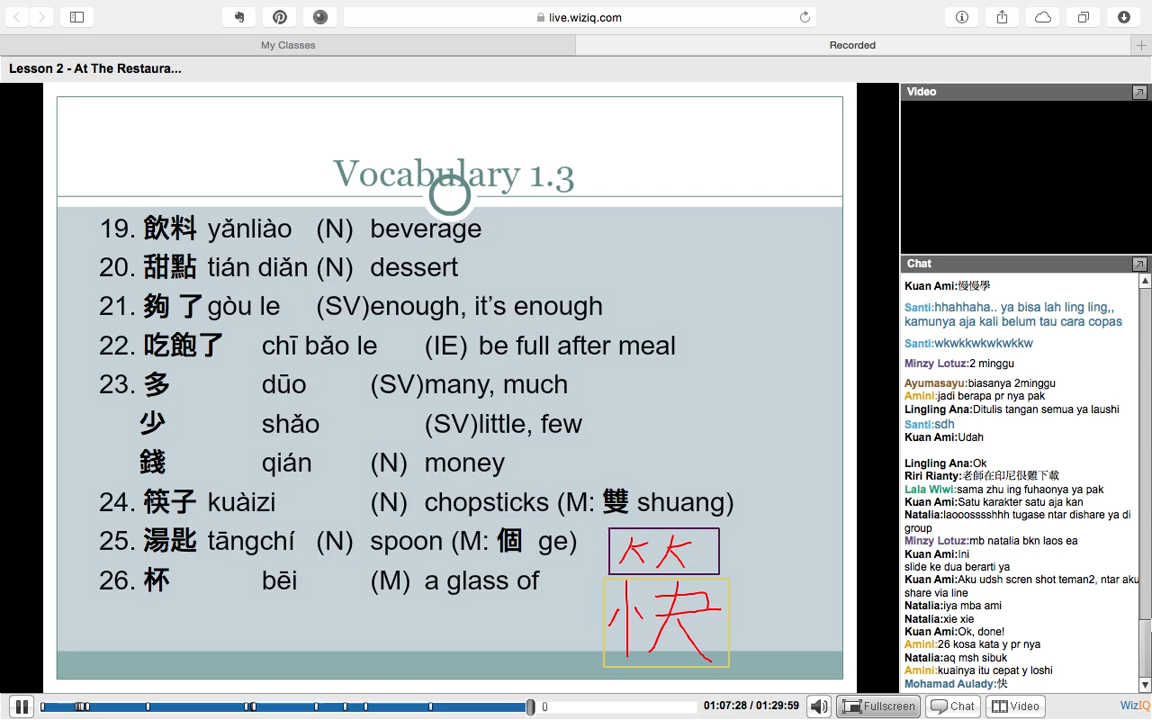 live.wiziq.com
My Classes
Recorded
Lesson 2 - At The Restaura...
Vocabulary 1.3
19. 飲料 yǎnliào (N) beverage
20. 甜點 tián diǎn (N) dessert
21. 夠 了 gòu le (SV)enough, it's enough
22. 吃飽了 chī bǎo le (IE) be full after meal
23. 多 dūo (SV)many, much
少 shǎo (SV)little, few
錢 qián (N) money
24. 筷子 kuàizi (N) chopsticks (M: 雙 shuang)
25. 湯匙 tāngchí (N) spoon (M: 個 ge)
26. 杯 bēi (M) a glass of
快
Video
Chat
Kuan Ami:慢慢學
Santi:hhahhaha.. ya bisa lah ling ling,,
kamunya aja kali belum tau cara copas
Santi:wkwkkwkwkwkkw
Minzy Lotuz:2 minggu
Ayumasayu:biasanya 2minggu
Amini:jadi berapa pr nya pak
Lingling Ana:Ditulis tangan semua ya laushi
Santi:sdh
Kuan Ami:Udah
Lingling Ana:Ok
Riri Rianty:老師在印尼很難下載
Lala Wiwi:sama zhu ing fuhaonya ya pak
Kuan Ami:Satu karakter satu aja kan
Natalia:laoooosssshhh tugase ntar dishare ya di
group
Minzy Lotuz:mb natalia bkn laos ea
Kuan Ami:Ini
slide ke dua berarti ya
Kuan Ami:Aku udsh scren shot teman2, ntar aku
share via line
Natalia:iya mba ami
Natalia:xie xie
Kuan Ami:Ok, done!
Amini:26 kosa kata y pr nya
Natalia:aq msh sibuk
Amini:kuainya itu cepat y loshi
Mohamad Aulady:快
01:07:28 / 01:29:59
Fullscreen
Chat
Video
WizIQ